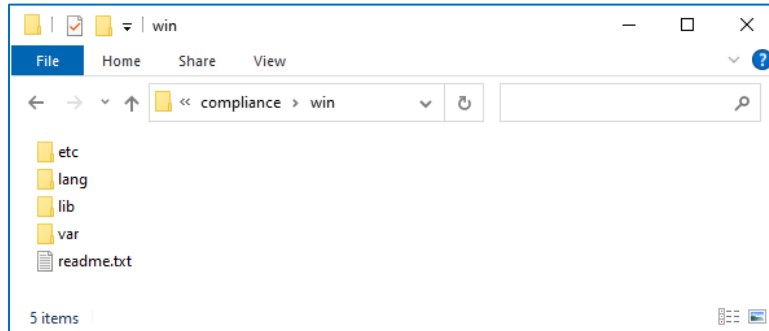 win
File Home Share View ?
« compliance > win
etc
lang
lib
var
readme.txt
5 items